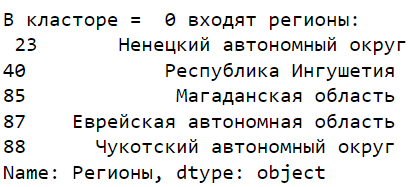 В класторе =  0 входят регионы:
 23       Ненецкий автономный округ
40           Республика Ингушетия
85            Магаданская область
87    Еврейская автономная область
88      Чукотский автономный округ
Name: Регионы, dtype: object